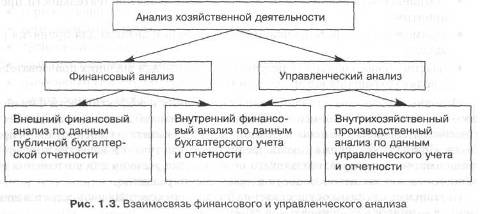 Анализ хозяйственной деятельности
Финансовый анализ
Управленческий анализ
Внешний финансовый
анализ по данным
публичной бухгалтер-
ской отчетности
Внутренний финансо-
вый анализ по данным
бухгалтерского учета
и отчетности
Внутрихозяйственный
производственный
анализ по данным
управленческого учета
и отчетности
Рис. 1.3. Взаимосвязь финансового и управленческого анализа